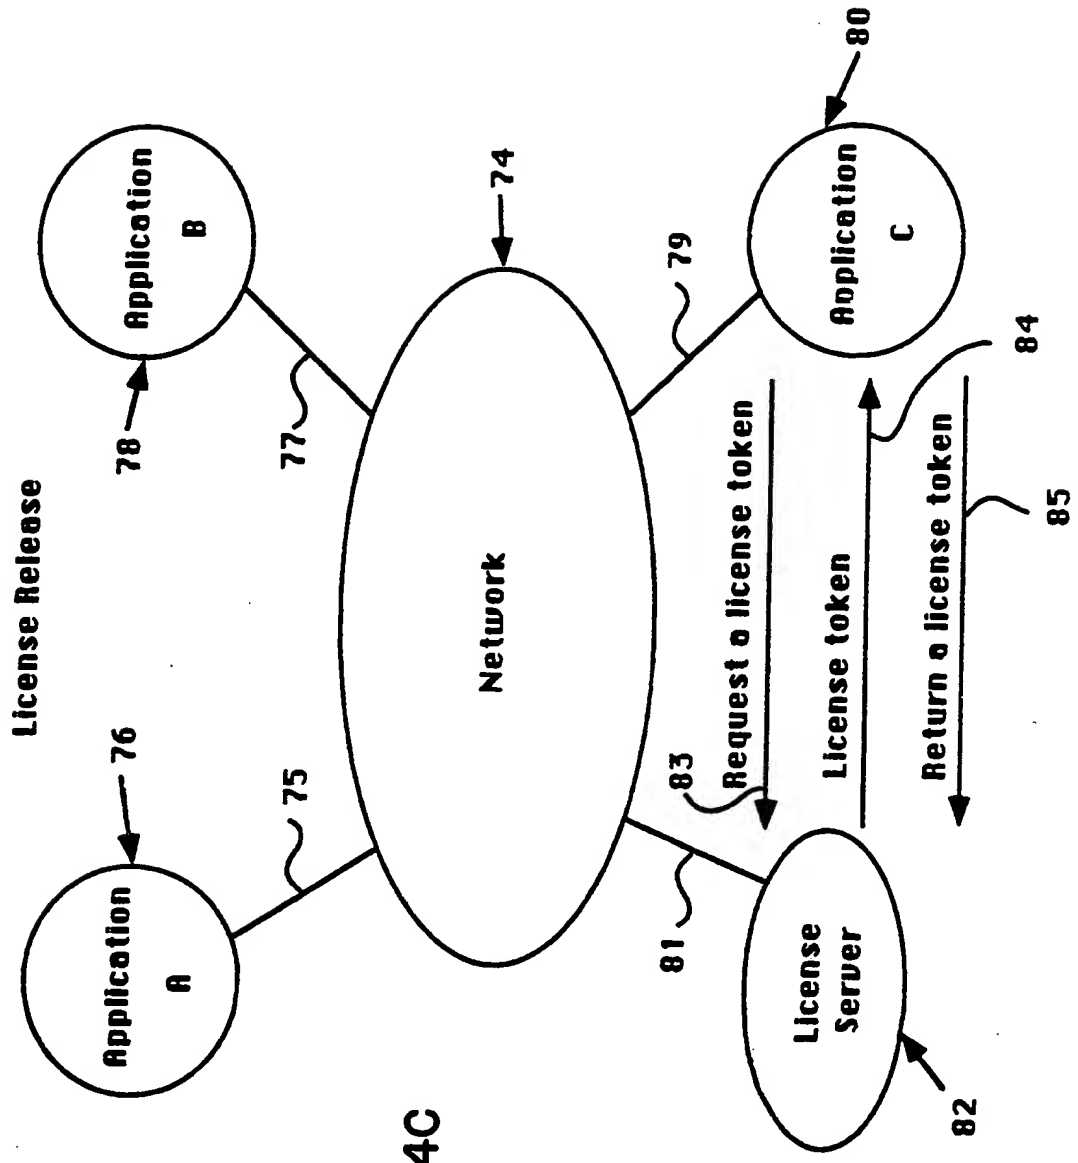 License Release
76
Application
A
75
78
Application
B
77
Network
74
79
80
Application
C
81
82
License
Server
83
Request a license token
License token
84
Return a license token
85
4C